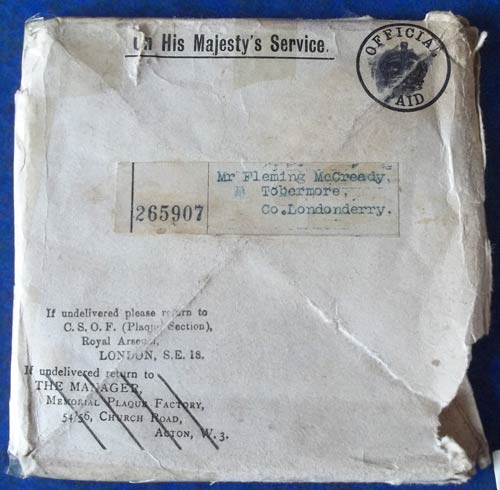 On His Majesty's Service.
OFFICIAL
PAID
Mr Fleming McCready,
Tobermore,
265907
Co.Londonderry.
If undelivered please return to
C.S.O.F. (Plaque Section),
Royal Arsenal,
LONDON, S.E. 18.
If undelivered return to
THE MANAGER,
MEMORIAL PLAQUE FACTORY,
54/56, CHURCH ROAD,
ACTON, W. 3.